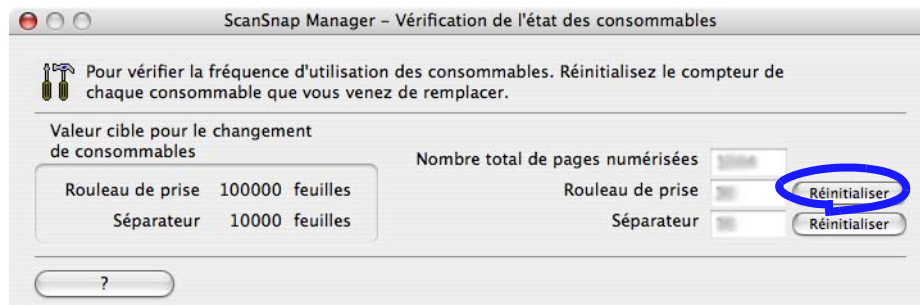 ScanSnap Manager – Vérification de l'état des consommables
Pour vérifier la fréquence d'utilisation des consommables. Réinitialisez le compteur de
chaque consommable que vous venez de remplacer.
Valeur cible pour le changement
de consommables
Rouleau de prise 100000 feuilles
Séparateur 10000 feuilles
Nombre total de pages numérisées
Rouleau de prise Réinitialiser
Séparateur Réinitialiser
?